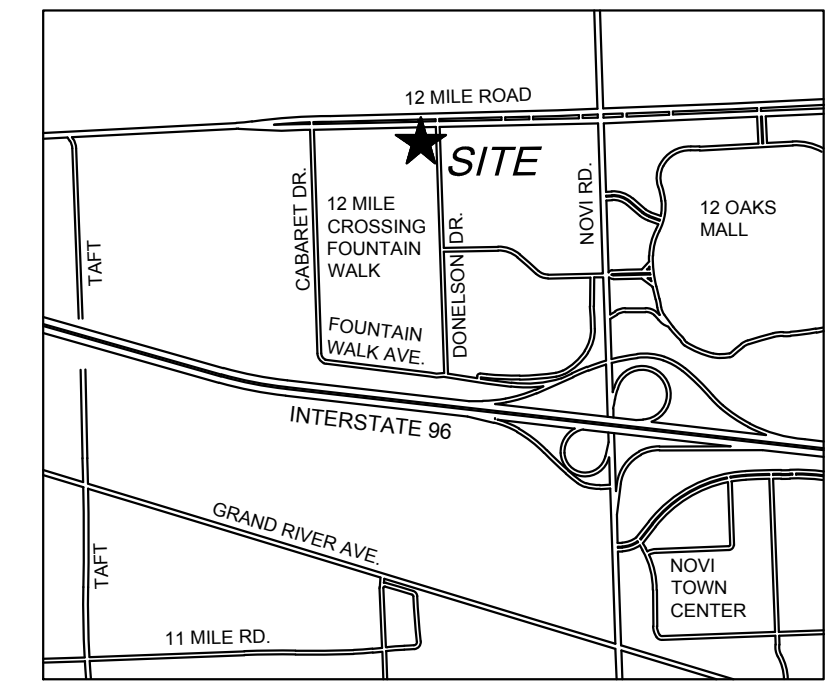 12 MILE ROAD
SITE
CABARET DR.
12 MILE
CROSSING
FOUNTAIN
WALK
DONELSON DR.
NOVI RD.
12 OAKS
MALL
TAFT
FOUNTAIN
WALK AVE.
INTERSTATE 96
GRAND RIVER AVE.
TAFT
NOVI
TOWN
CENTER
11 MILE RD.